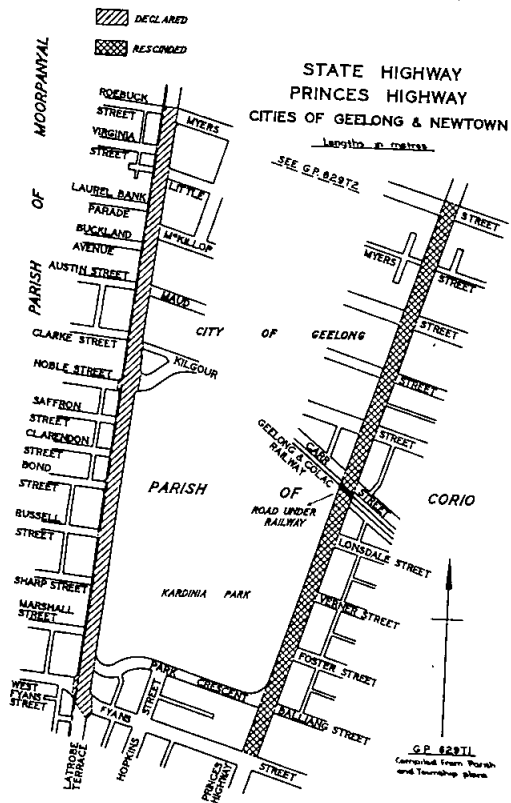 DECLARED
RESCINDED
STATE HIGHWAY
PRINCES HIGHWAY
CITIES OF GEELONG & NEWTOWN
Lengths in metres
SEE G.P. 829T2
PARISH OF MOORPANYAL
ROEBUCK
STREET
MYERS
VIRGINIA
STREET
LITTLE
LAUREL BANK
PARADE
BUCKLAND
McKILLOP
AVENUE
AUSTIN STREET
MAUD
CLARKE STREET
KILGOUR
NOBLE STREET
SAFFRON
STREET
CLARENDON
STREET
BOND
STREET
RUSSELL
STREET
SHARP STREET
MARSHALL
STREET
WEST
FYANS
STREET
LATROBE
TERRACE
FYANS
HOPKINS
STREET
PARK
CRESCENT
PRINCES
HIGHWAY
STREET
CITY OF GEELONG
PARISH OF CORIO
KARDINIA PARK
STREET
MYERS
STREET
STREET
STREET
STREET
CARR
STREET
GEELONG & COLAC
RAILWAY
ROAD UNDER
RAILWAY
LONSDALE STREET
VERNER STREET
FOSTER STREET
BALLIANG STREET
G.P. 829T1
Compiled from Parish
and Township plans